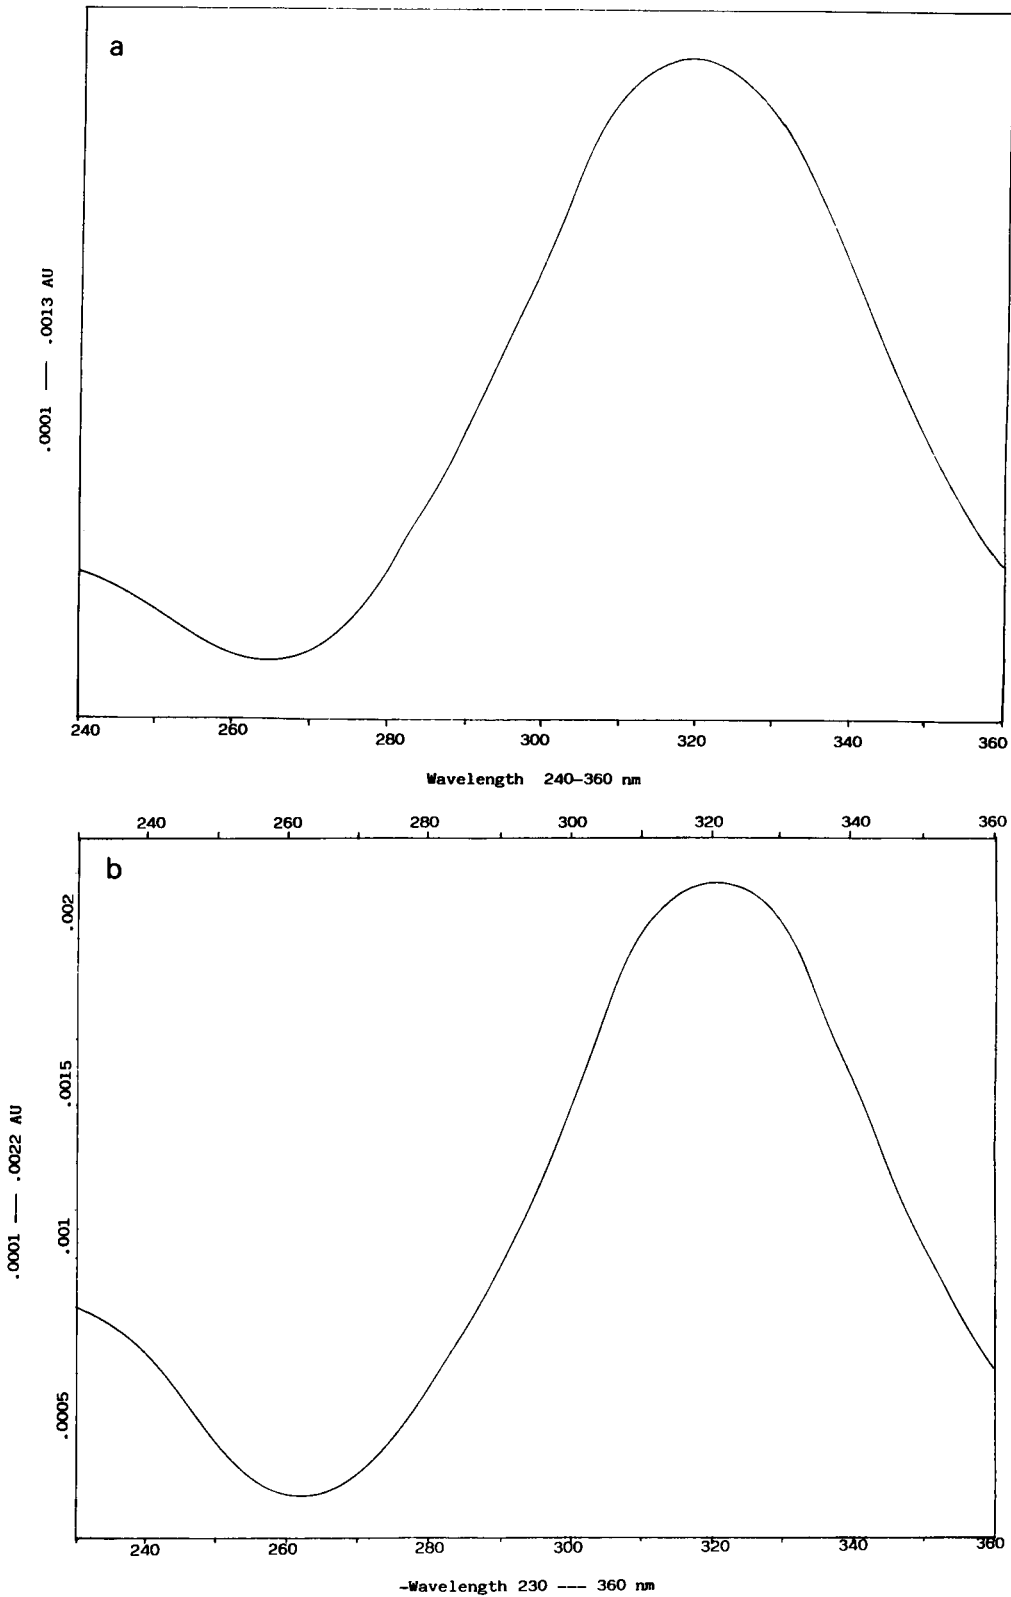 a
.0001 — .0013 AU
240 260 280 300 320 340 360
Wavelength 240—360 nm
240 260 280 300 320 340 360
b
.002
.0015
.001
.0005
.0001 —— .0022 AU
240 260 280 300 320 340 360
-Wavelength 230 --- 360 nm